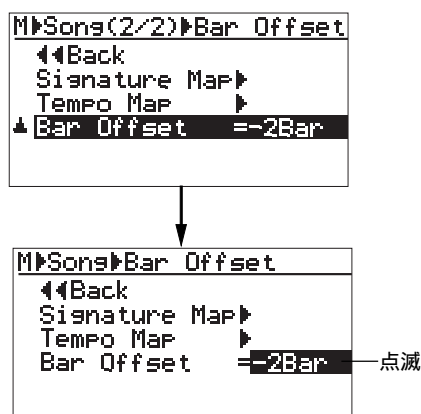 M▶Song(2/2)▶Bar Offset
◀◀Back
Signature Map▶
Tempo Map ▶
▲Bar Offset =-2Bar
M▶Song▶Bar Offset
◀◀Back
Signature Map▶
Tempo Map ▶
Bar Offset =-2Bar 点滅